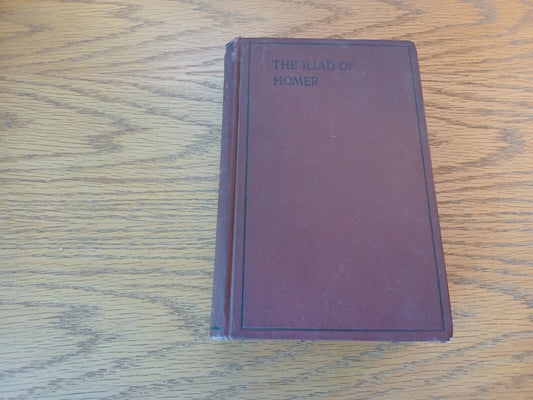 THE ILIAD OF
HOMER